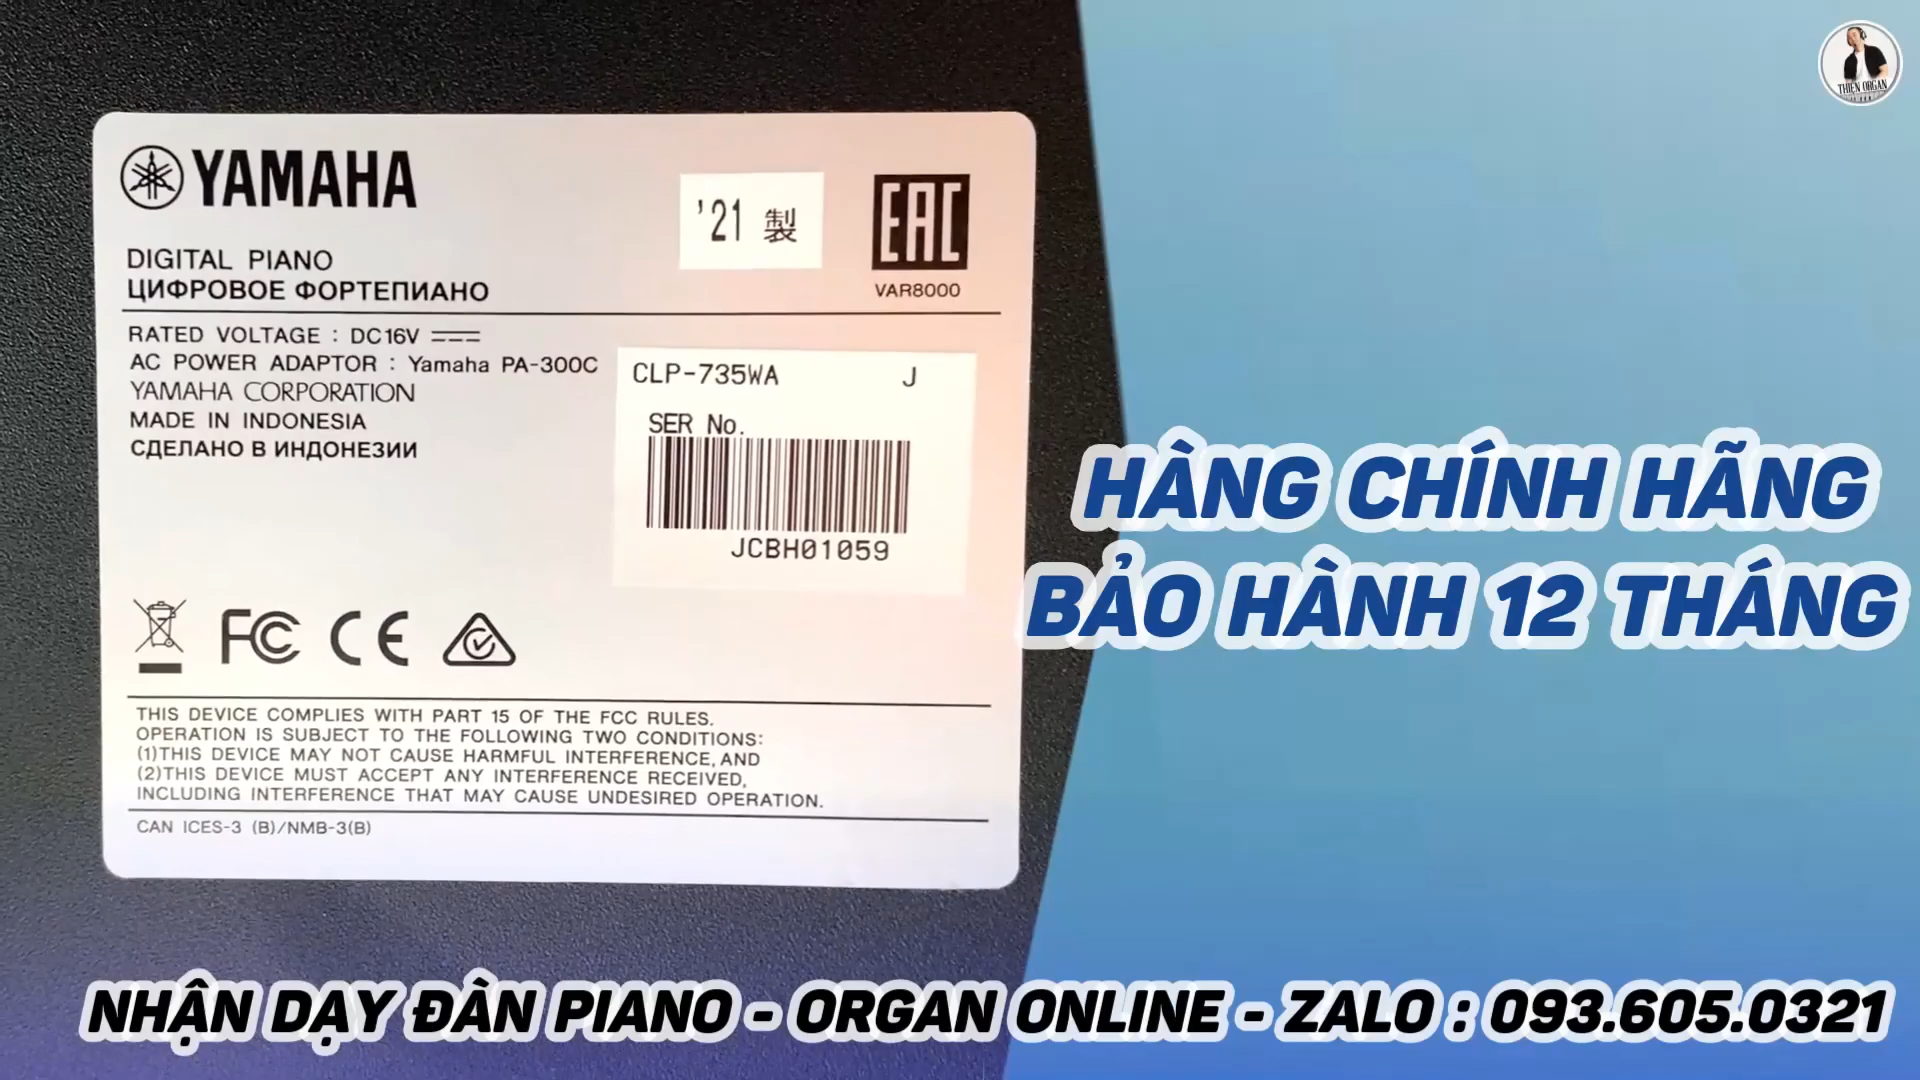 YAMAHA
'21 製
EAC
VAR8000
DIGITAL PIANO
ЦИФРОВОЕ ФОРТЕПИАНО
RATED VOLTAGE : DC16V
AC POWER ADAPTOR : Yamaha PA-300C
YAMAHA CORPORATION
MADE IN INDONESIA
СДЕЛАНО В ИНДОНЕЗИИ
CLP-735WA J
SER No.
JCBH01059
FC CE
THIS DEVICE COMPLIES WITH PART 15 OF THE FCC RULES.
OPERATION IS SUBJECT TO THE FOLLOWING TWO CONDITIONS:
(1)THIS DEVICE MAY NOT CAUSE HARMFUL INTERFERENCE, AND
(2)THIS DEVICE MUST ACCEPT ANY INTERFERENCE RECEIVED,
INCLUDING INTERFERENCE THAT MAY CAUSE UNDESIRED OPERATION.
CAN ICES-3 (B)/NMB-3(B)
THIỆN ORGAN
HÀNG CHÍNH HÃNG
BẢO HÀNH 12 THÁNG
NHẬN DẠY ĐÀN PIANO - ORGAN ONLINE - ZALO : 093.605.0321